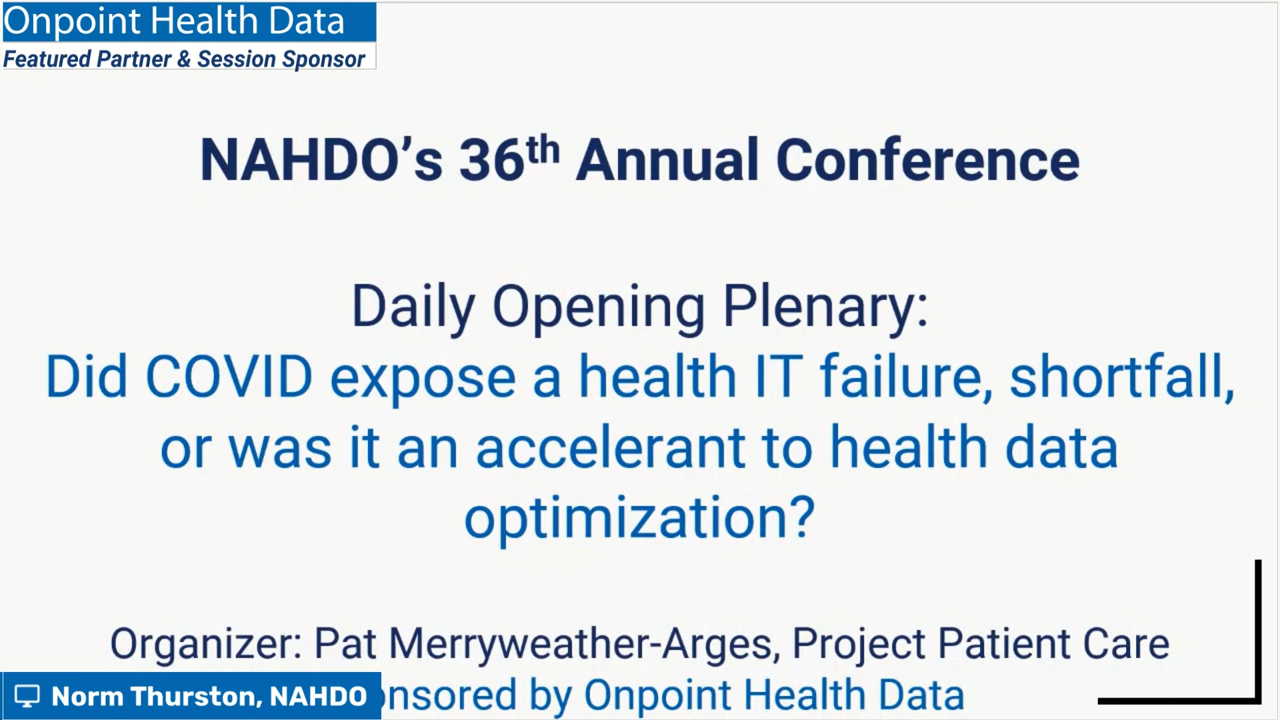 Onpoint Health Data
Featured Partner & Session Sponsor
NAHDO’s 36th Annual Conference
Daily Opening Plenary:
Did COVID expose a health IT failure, shortfall,
or was it an accelerant to health data
optimization?
Organizer: Pat Merryweather-Arges, Project Patient Care
onsored by Onpoint Health Data
Norm Thurston, NAHDO